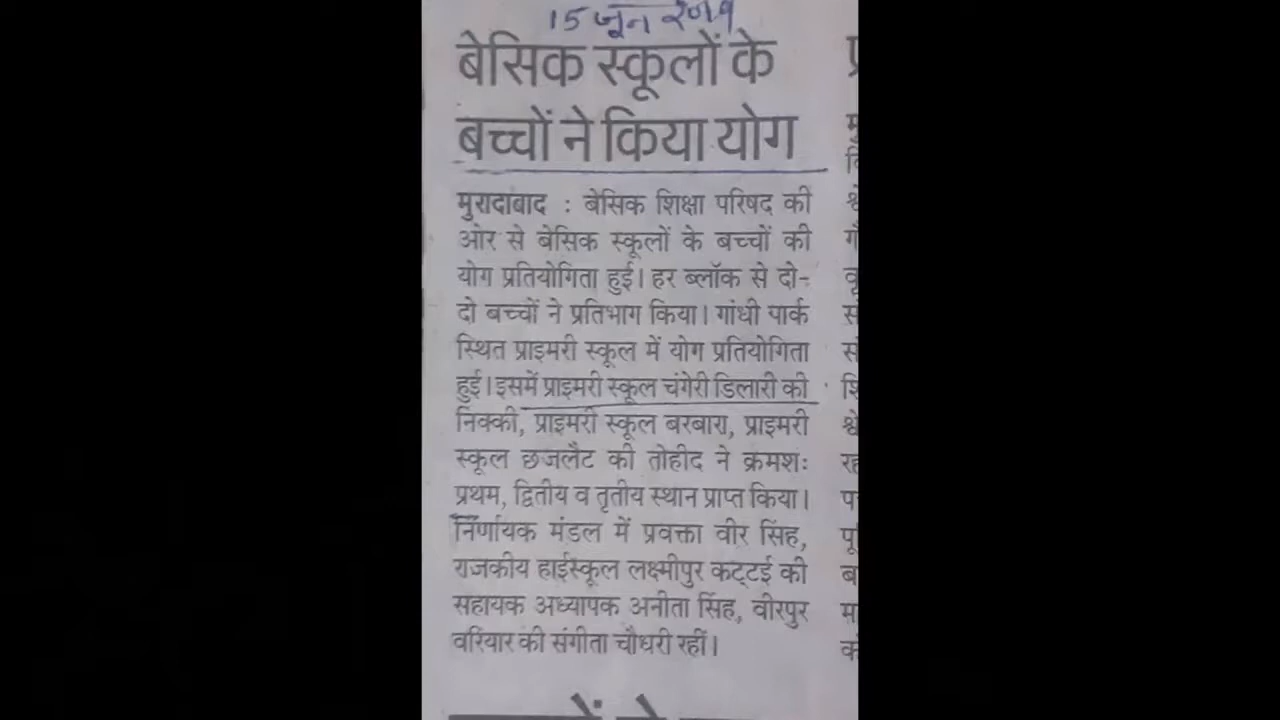 15 जून 2019
बेसिक स्कूलों के
बच्चों ने किया योग
मुरादाबाद : बेसिक शिक्षा परिषद की
ओर से बेसिक स्कूलों के बच्चों की
योग प्रतियोगिता हुई। हर ब्लॉक से दो-
दो बच्चों ने प्रतिभाग किया। गांधी पार्क
स्थित प्राइमरी स्कूल में योग प्रतियोगिता
हुई। इसमें प्राइमरी स्कूल चंगेरी डिलारी की
निक्की, प्राइमरी स्कूल बरबारा, प्राइमरी
स्कूल छजलैट की तोहीद ने क्रमशः
प्रथम, द्वितीय व तृतीय स्थान प्राप्त किया।
निर्णायक मंडल में प्रवक्ता वीर सिंह,
राजकीय हाईस्कूल लक्ष्मीपुर कट्टई की
सहायक अध्यापक अनीता सिंह, वीरपुर
वरियार की संगीता चौधरी रहीं।